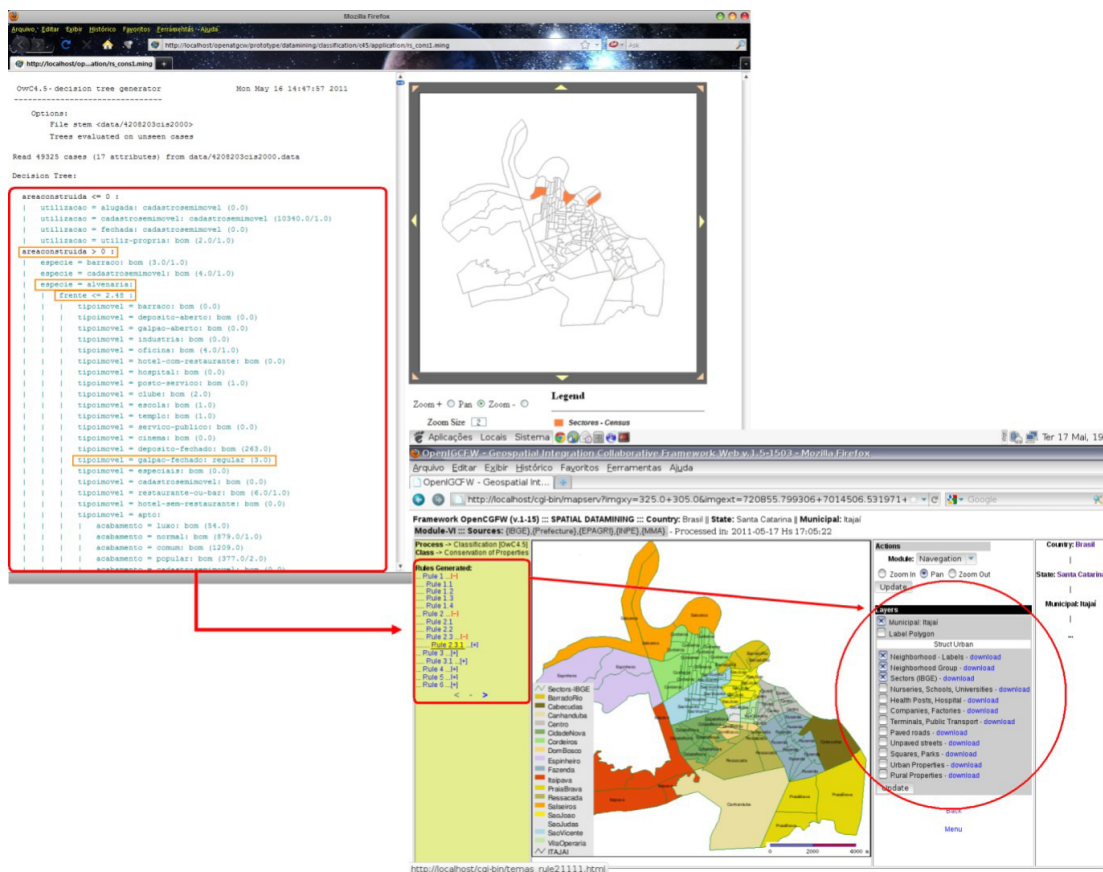 Mozilla Firefox
Arquivo Editar Exibir Histórico Favoritos Ferramentas Ajuda
http://localhost/openatgcw/prototype/datamining/classification/c45/application/rs_cons1.ming
Ask
http://localhost/op...ation/rs_cons1.ming
OwC4.5-decision tree generator Mon May 16 14:47:57 2011
--------------------------------
Options:
File stem <data/4208203cis2000>
Trees evaluated on unseen cases
Read 49325 cases (17 attributes) from data/4208203cis2000.data
Decision Tree:
areaconstruida <= 0 :
| utilizacao = alugada: cadastrosemimovel (0.0)
| utilizacao = cadastrosemimovel: cadastrosemimovel (10340.0/1.0)
| utilizacao = fechada: cadastrosemimovel (0.0)
| utilizacao = utiliz-propria: bom (2.0/1.0)
areaconstruida > 0 :
| especie = barraco: bom (3.0/1.0)
| especie = cadastrosemimovel: bom (4.0/1.0)
| especie = alvenaria:
| | frente <= 2.48 :
| | | tipoimovel = barraco: bom (0.0)
| | | tipoimovel = deposito-aberto: bom (0.0)
| | | tipoimovel = galpao-aberto: bom (0.0)
| | | tipoimovel = industria: bom (0.0)
| | | tipoimovel = oficina: bom (4.0/1.0)
| | | tipoimovel = hotel-com-restaurante: bom (0.0)
| | | tipoimovel = hospital: bom (0.0)
| | | tipoimovel = posto-servico: bom (1.0)
| | | tipoimovel = clube: bom (2.0)
| | | tipoimovel = escola: bom (1.0)
| | | tipoimovel = templo: bom (1.0)
| | | tipoimovel = servico-publico: bom (0.0)
| | | tipoimovel = cinema: bom (0.0)
| | | tipoimovel = deposito-fechado: bom (263.0)
| | | tipoimovel = galpao-fechado: regular (3.0)
| | | tipoimovel = especiais: bom (0.0)
| | | tipoimovel = cadastrosemimovel: bom (0.0)
| | | tipoimovel = restaurante-ou-bar: bom (6.0/1.0)
| | | tipoimovel = hotel-sem-restaurante: bom (0.0)
| | | tipoimovel = apto:
| | | | acabamento = luxo: bom (54.0)
| | | | acabamento = normal: bom (879.0/1.0)
| | | | acabamento = comum: bom (1209.0)
| | | | acabamento = popular: bom (377.0/2.0)
| | | | acabamento = cadastrosemimovel: bom (0.0)
Zoom + Pan Zoom -
Zoom Size 2
Legend
Sectores - Census
Aplicações Locais Sistema
Ter 17 Mai, 19
OpenIGCFW - Geospatial Integration Collaborative Framework Web v.1.5-1503 - Mozilla Firefox
Arquivo Editar Exibir Histórico Favoritos Ferramentas Ajuda
OpenIGCFW - Geospatial Int...
http://localhost/cgi-bin/mapserv?imgxy=325.0+305.0&imgext=720855.799306+7014506.531971+
Google
Framework OpenCGFW (v.1-15) ::: SPATIAL DATAMINING ::: Country: Brasil || State: Santa Catarina || Municipal: Itajaí
Module-VI ::: Sources: {IBGE},{Prefecture},{EPAGRI},{INPE},{MMA} - Processed in: 2011-05-17 Hs 17:05:22
Process -> Classification [OwC4.5]
Class -> Conservation of Properties
Rules Generated:
... Rule 1 ...[-]
..... Rule 1.1
..... Rule 1.2
..... Rule 1.3
..... Rule 1.4
... Rule 2 ...[-]
..... Rule 2.1
..... Rule 2.2
..... Rule 2.3 ...[-]
....... Rule 2.3.1 ...[+]
... Rule 3 ...[+]
..... Rule 3.1 ...[+]
... Rule 4 ...[+]
... Rule 5 ...[+]
... Rule 6 ...[+]
< - >
Sectors-IBGE
BarradoRio
Cabecudas
Canhanduba
Centro
CidadeNova
Cordeiros
DomBosco
Espinheiro
Fazenda
Itaipava
PraiaBrava
Ressacada
Salseiros
SaoJoao
SaoJudas
SaoVicente
VilaOperaria
ITAJAI
0 2000 4000
Actions
Module: Navigation
Zoom In Pan Zoom Out
Update
Layers
Municipal: Itajaí
Label Polygon
Struct Urban
Neighborhood - Labels - download
Neighborhood Group - download
Sectors (IBGE) - download
Nurseries, Schools, Universities - download
Health Posts, Hospital - download
Companies, Factories - download
Terminals, Public Transport - download
Paved roads - download
Unpaved streets - download
Squares, Parks - download
Urban Properties - download
Rural Properties - download
Update
Back
Menu
Country: Brasil
|
State: Santa Catarina
|
Municipal: Itajaí
|
...
http://localhost/cgi-bin/temas_rule21111.html